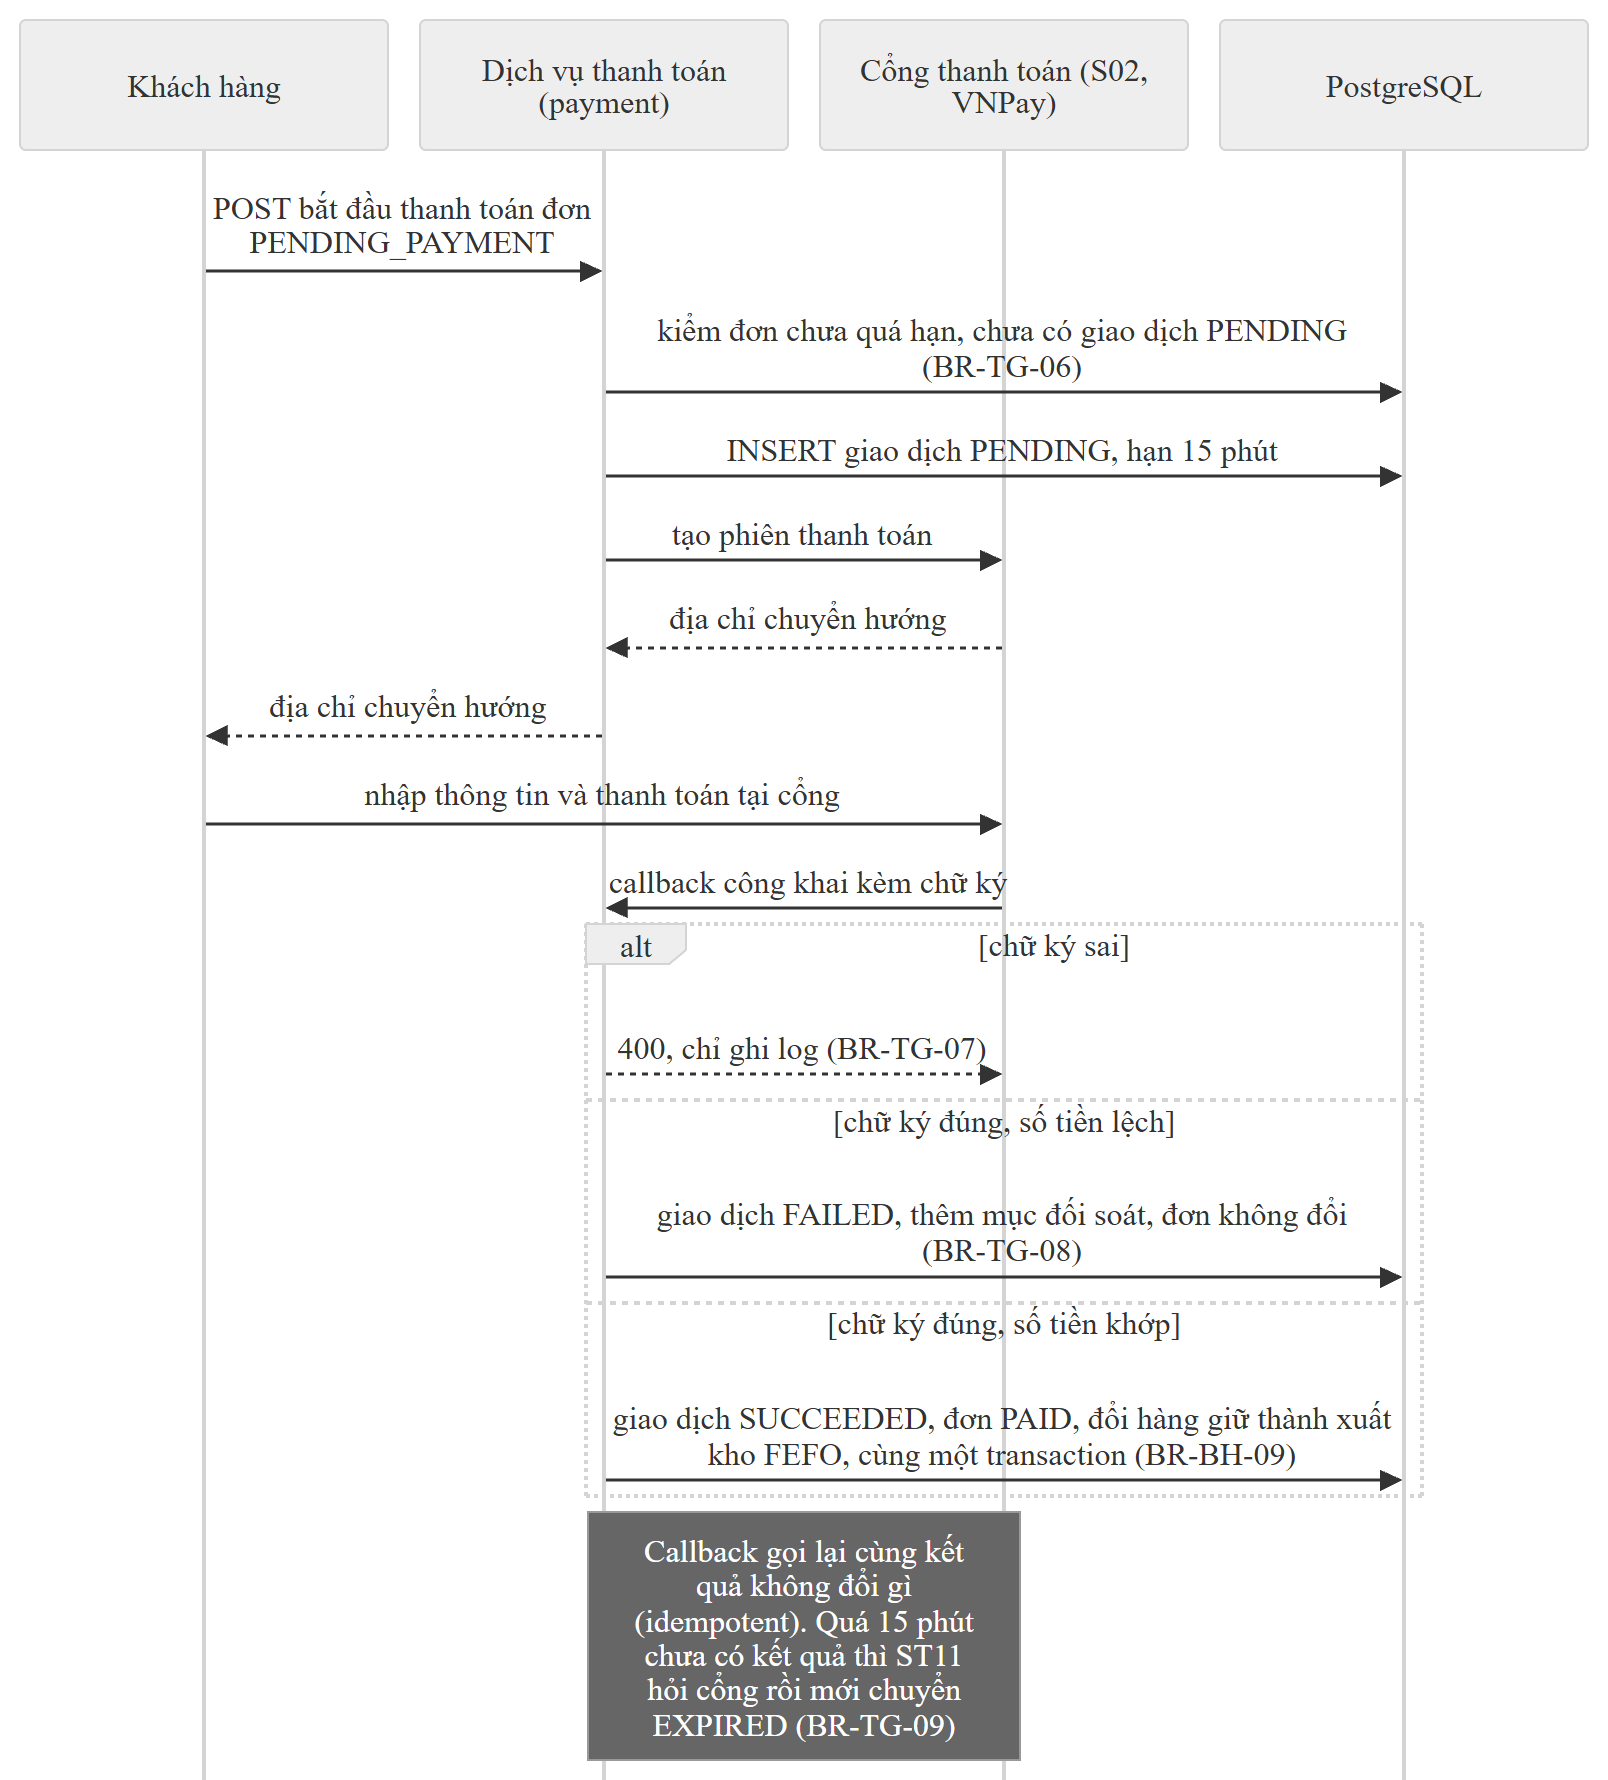 Khách hàng
Dịch vụ thanh toán
(payment)
Cổng thanh toán (S02,
VNPay)
PostgreSQL
POST bắt đầu thanh toán đơn
PENDING_PAYMENT
kiểm đơn chưa quá hạn, chưa có giao dịch PENDING
(BR-TG-06)
INSERT giao dịch PENDING, hạn 15 phút
tạo phiên thanh toán
địa chỉ chuyển hướng
địa chỉ chuyển hướng
nhập thông tin và thanh toán tại cổng
callback công khai kèm chữ ký
alt
[chữ ký sai]
400, chỉ ghi log (BR-TG-07)
[chữ ký đúng, số tiền lệch]
giao dịch FAILED, thêm mục đối soát, đơn không đổi
(BR-TG-08)
[chữ ký đúng, số tiền khớp]
giao dịch SUCCEEDED, đơn PAID, đổi hàng giữ thành xuất
kho FEFO, cùng một transaction (BR-BH-09)
Callback gọi lại cùng kết
quả không đổi gì
(idempotent). Quá 15 phút
chưa có kết quả thì ST11
hỏi cổng rồi mới chuyển
EXPIRED (BR-TG-09)